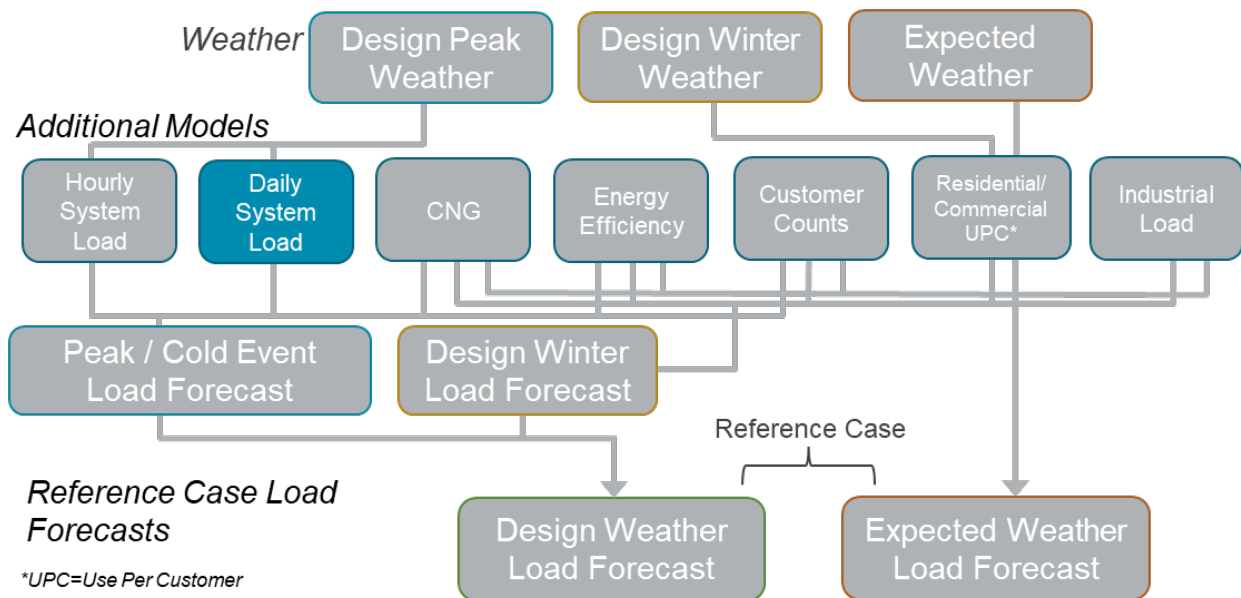 Weather
Design Peak
Weather
Design Winter
Weather
Expected
Weather
Additional Models
Hourly
System
Load
Daily
System
Load
CNG
Energy
Efficiency
Customer
Counts
Residential/
Commercial
UPC*
Industrial
Load
Peak / Cold Event
Load Forecast
Design Winter
Load Forecast
Reference Case
Reference Case Load
Forecasts
Design Weather
Load Forecast
Expected Weather
Load Forecast
*UPC=Use Per Customer